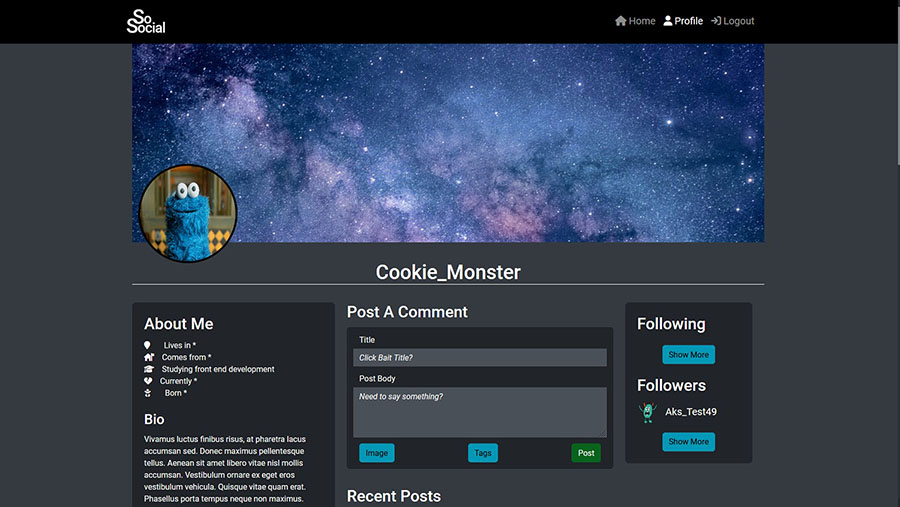 So
Social
Home Profile Logout
Cookie_Monster
About Me
Lives in *
Comes from *
Studying front end development
Currently *
Born *
Bio
Vivamus luctus finibus risus, at pharetra lacus
accumsan sed. Donec maximus pellentesque
tellus. Aenean sit amet libero vitae nisl mollis
accumsan. Vestibulum ornare ex eget eros
vestibulum vehicula. Quisque vitae quam erat.
Phasellus porta tempus neque non maximus.
Post A Comment
Title
Click Bait Title?
Post Body
Need to say something?
Image Tags Post
Recent Posts
Following
Show More
Followers
Aks_Test49
Show More